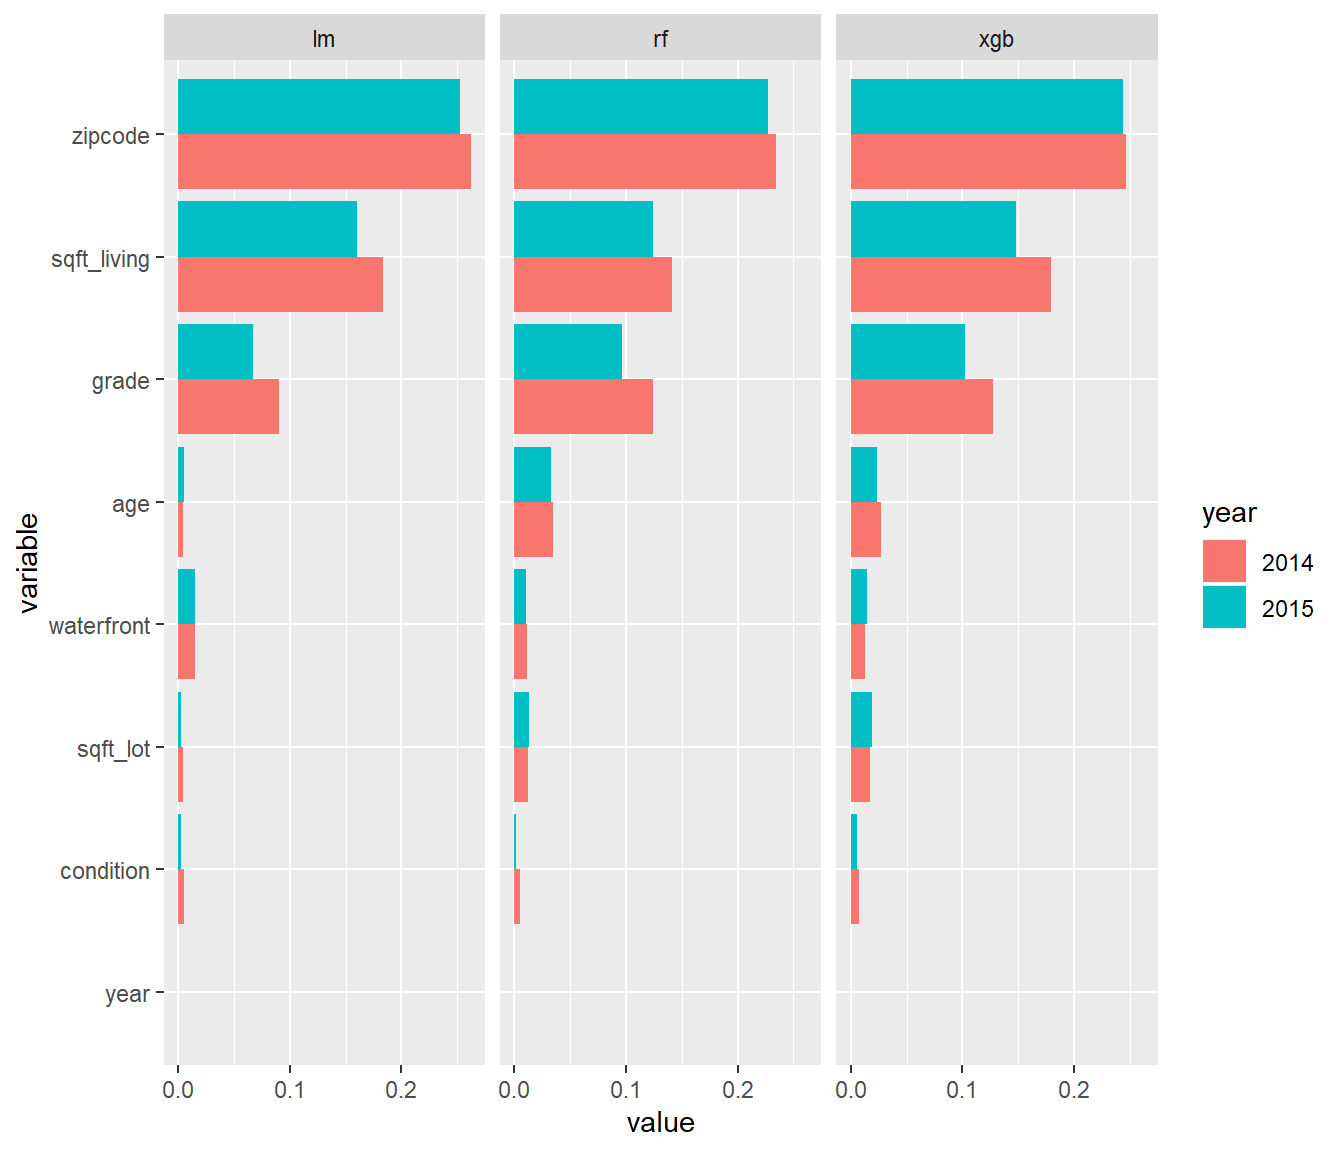 lm
rf
xgb
zipcode
sqft_living
grade
age
waterfront
sqft_lot
condition
year
variable
0.0 0.1 0.2
0.0 0.1 0.2
0.0 0.1 0.2
value
year
2014
2015